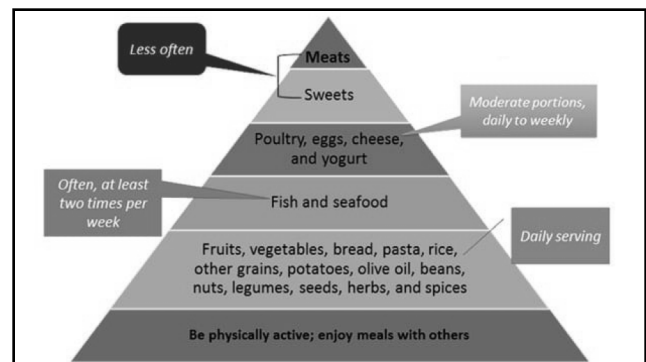 Less often
Meats
Sweets
Moderate portions,
daily to weekly
Poultry, eggs, cheese,
and yogurt
Often, at least
two times per
week
Fish and seafood
Daily serving
Fruits, vegetables, bread, pasta, rice,
other grains, potatoes, olive oil, beans,
nuts, legumes, seeds, herbs, and spices
Be physically active; enjoy meals with others